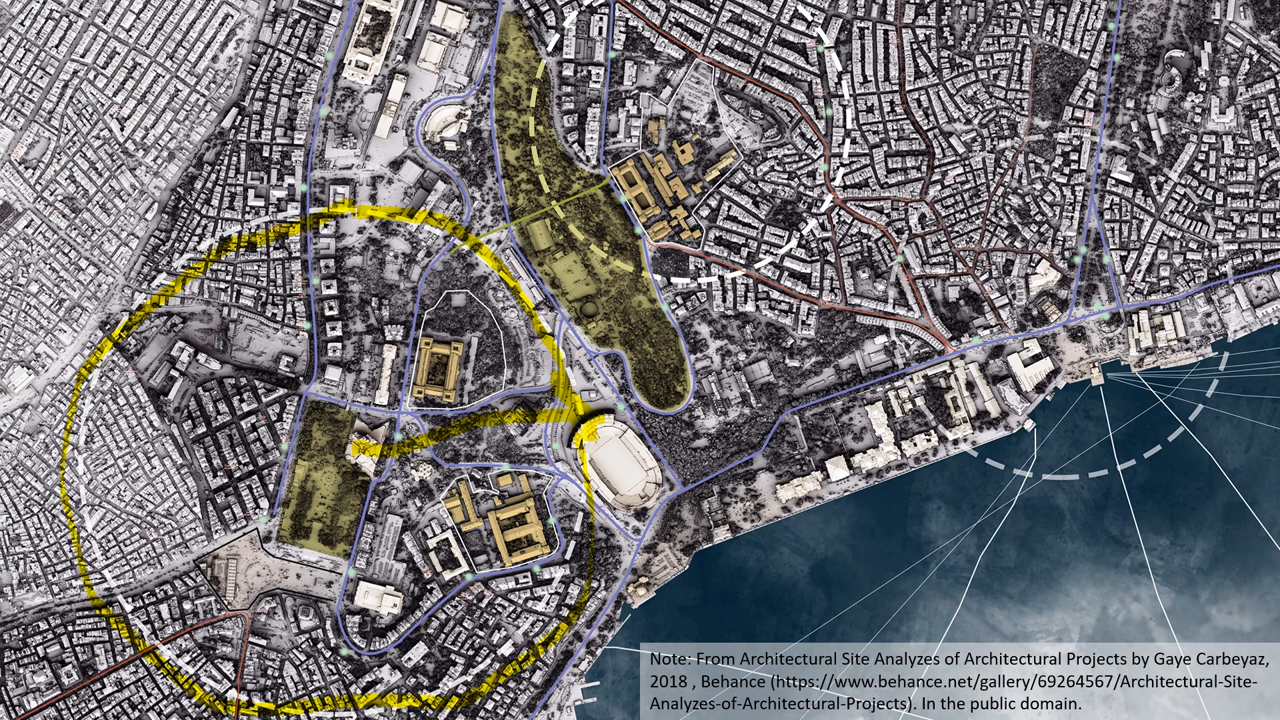 Note: From Architectural Site Analyzes of Architectural Projects by Gaye Carbeyaz,
2018 , Behance (https://www.behance.net/gallery/69264567/Architectural-Site-
Analyzes-of-Architectural-Projects). In the public domain.